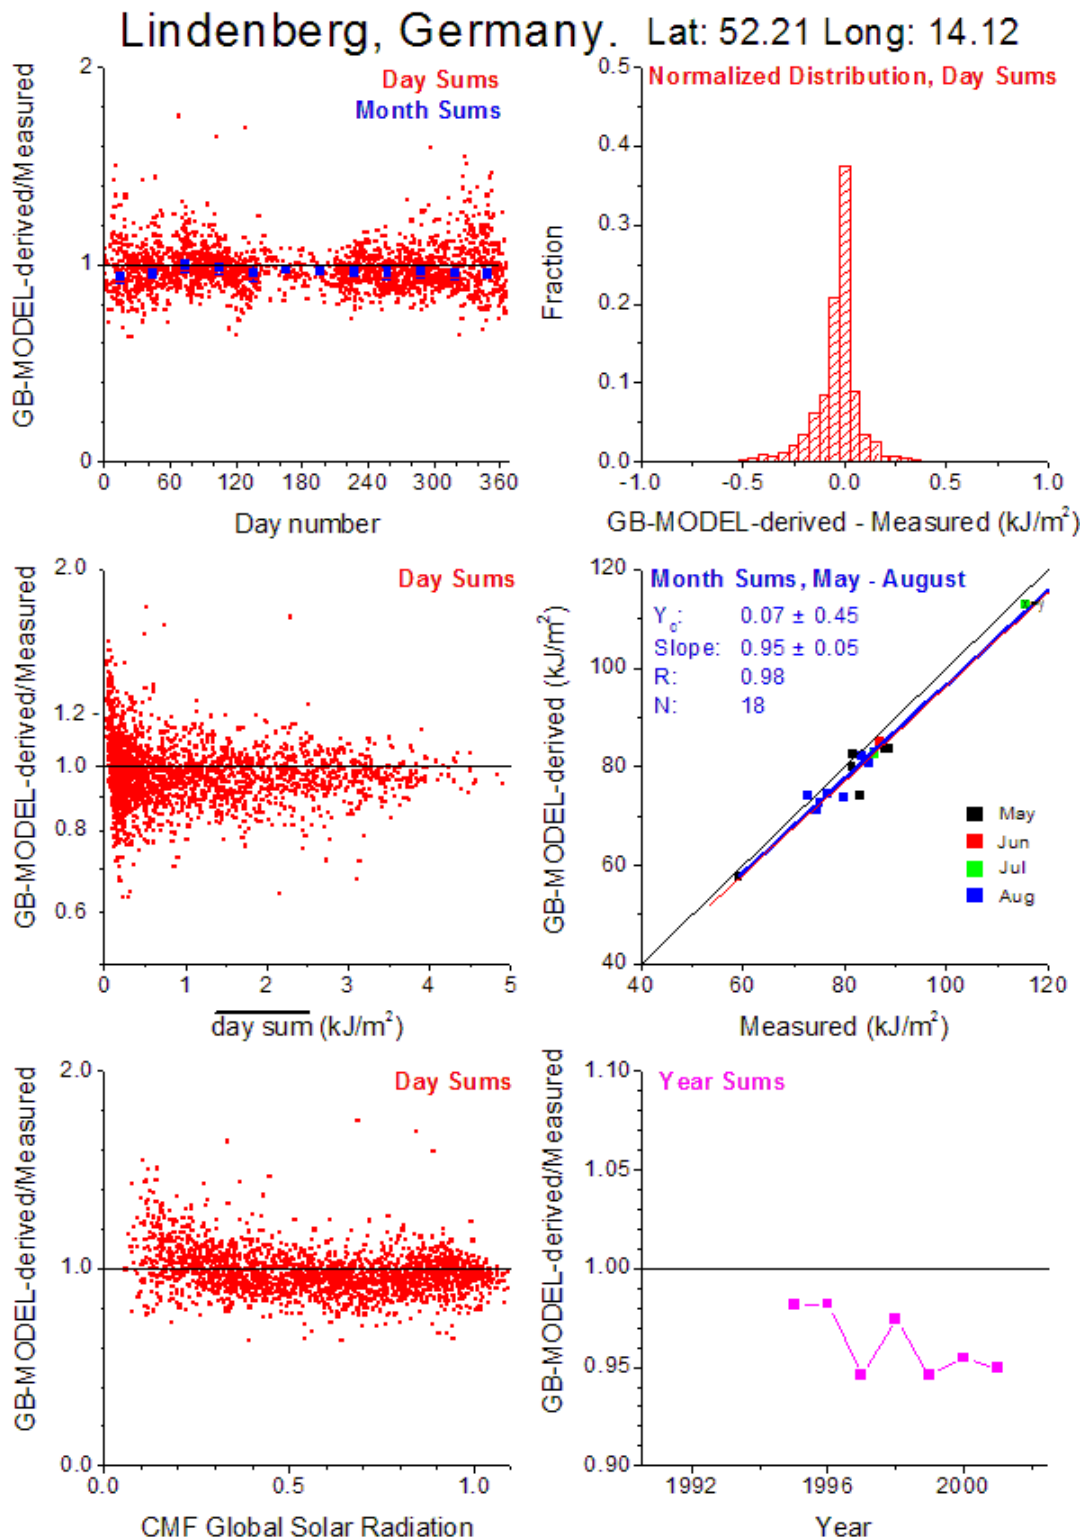 Lindenberg, Germany. Lat: 52.21 Long: 14.12
GB-MODEL-derived/Measured
2
1
0
Day Sums
Month Sums
0 60 120 180 240 300 360
Day number
Fraction
0.5
0.4
0.3
0.2
0.1
0.0
Normalized Distribution, Day Sums
-1.0 -0.5 0.0 0.5 1.0
GB-MODEL-derived - Measured (kJ/m²)
GB-MODEL-derived/Measured
2.0
1.2
1.0
0.8
0.6
Day Sums
0 1 2 3 4 5
day sum (kJ/m²)
GB-MODEL-derived (kJ/m²)
120
100
80
60
40
Month Sums, May - August
Y₀: 0.07 ± 0.45
Slope: 0.95 ± 0.05
R: 0.98
N: 18
May
Jun
Jul
Aug
40 60 80 100 120
Measured (kJ/m²)
GB-MODEL-derived/Measured
2.0
1.0
0.0
Day Sums
0.0 0.5 1.0
CMF Global Solar Radiation
GB-MODEL-derived/Measured
1.10
1.05
1.00
0.95
0.90
Year Sums
1992 1996 2000
Year